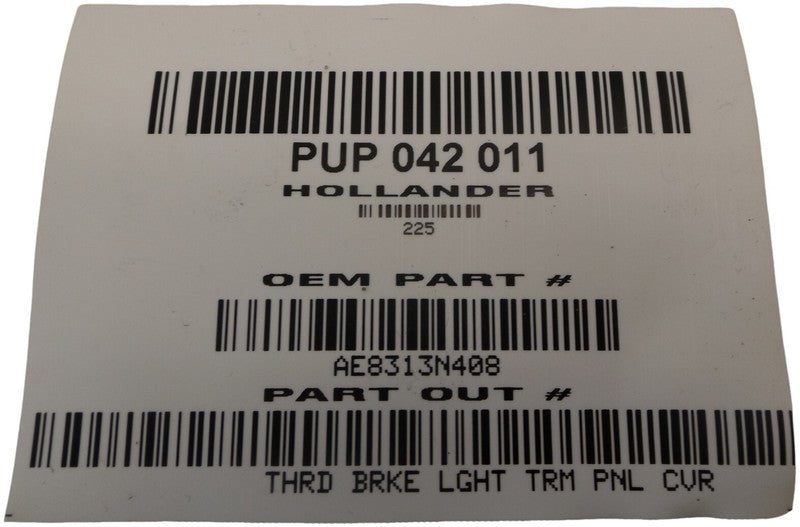 PUP 042 011
HOLLANDER
225
OEM PART #
AE8313N408
PART OUT #
THRD BRKE LGHT TRM PNL CVR